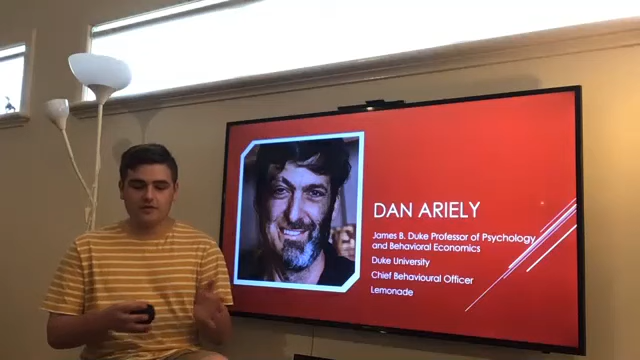 DAN ARIELY
James B. Duke Professor of Psychology
and Behavioral Economics
Duke University
Chief Behavioural Officer
Lemonade